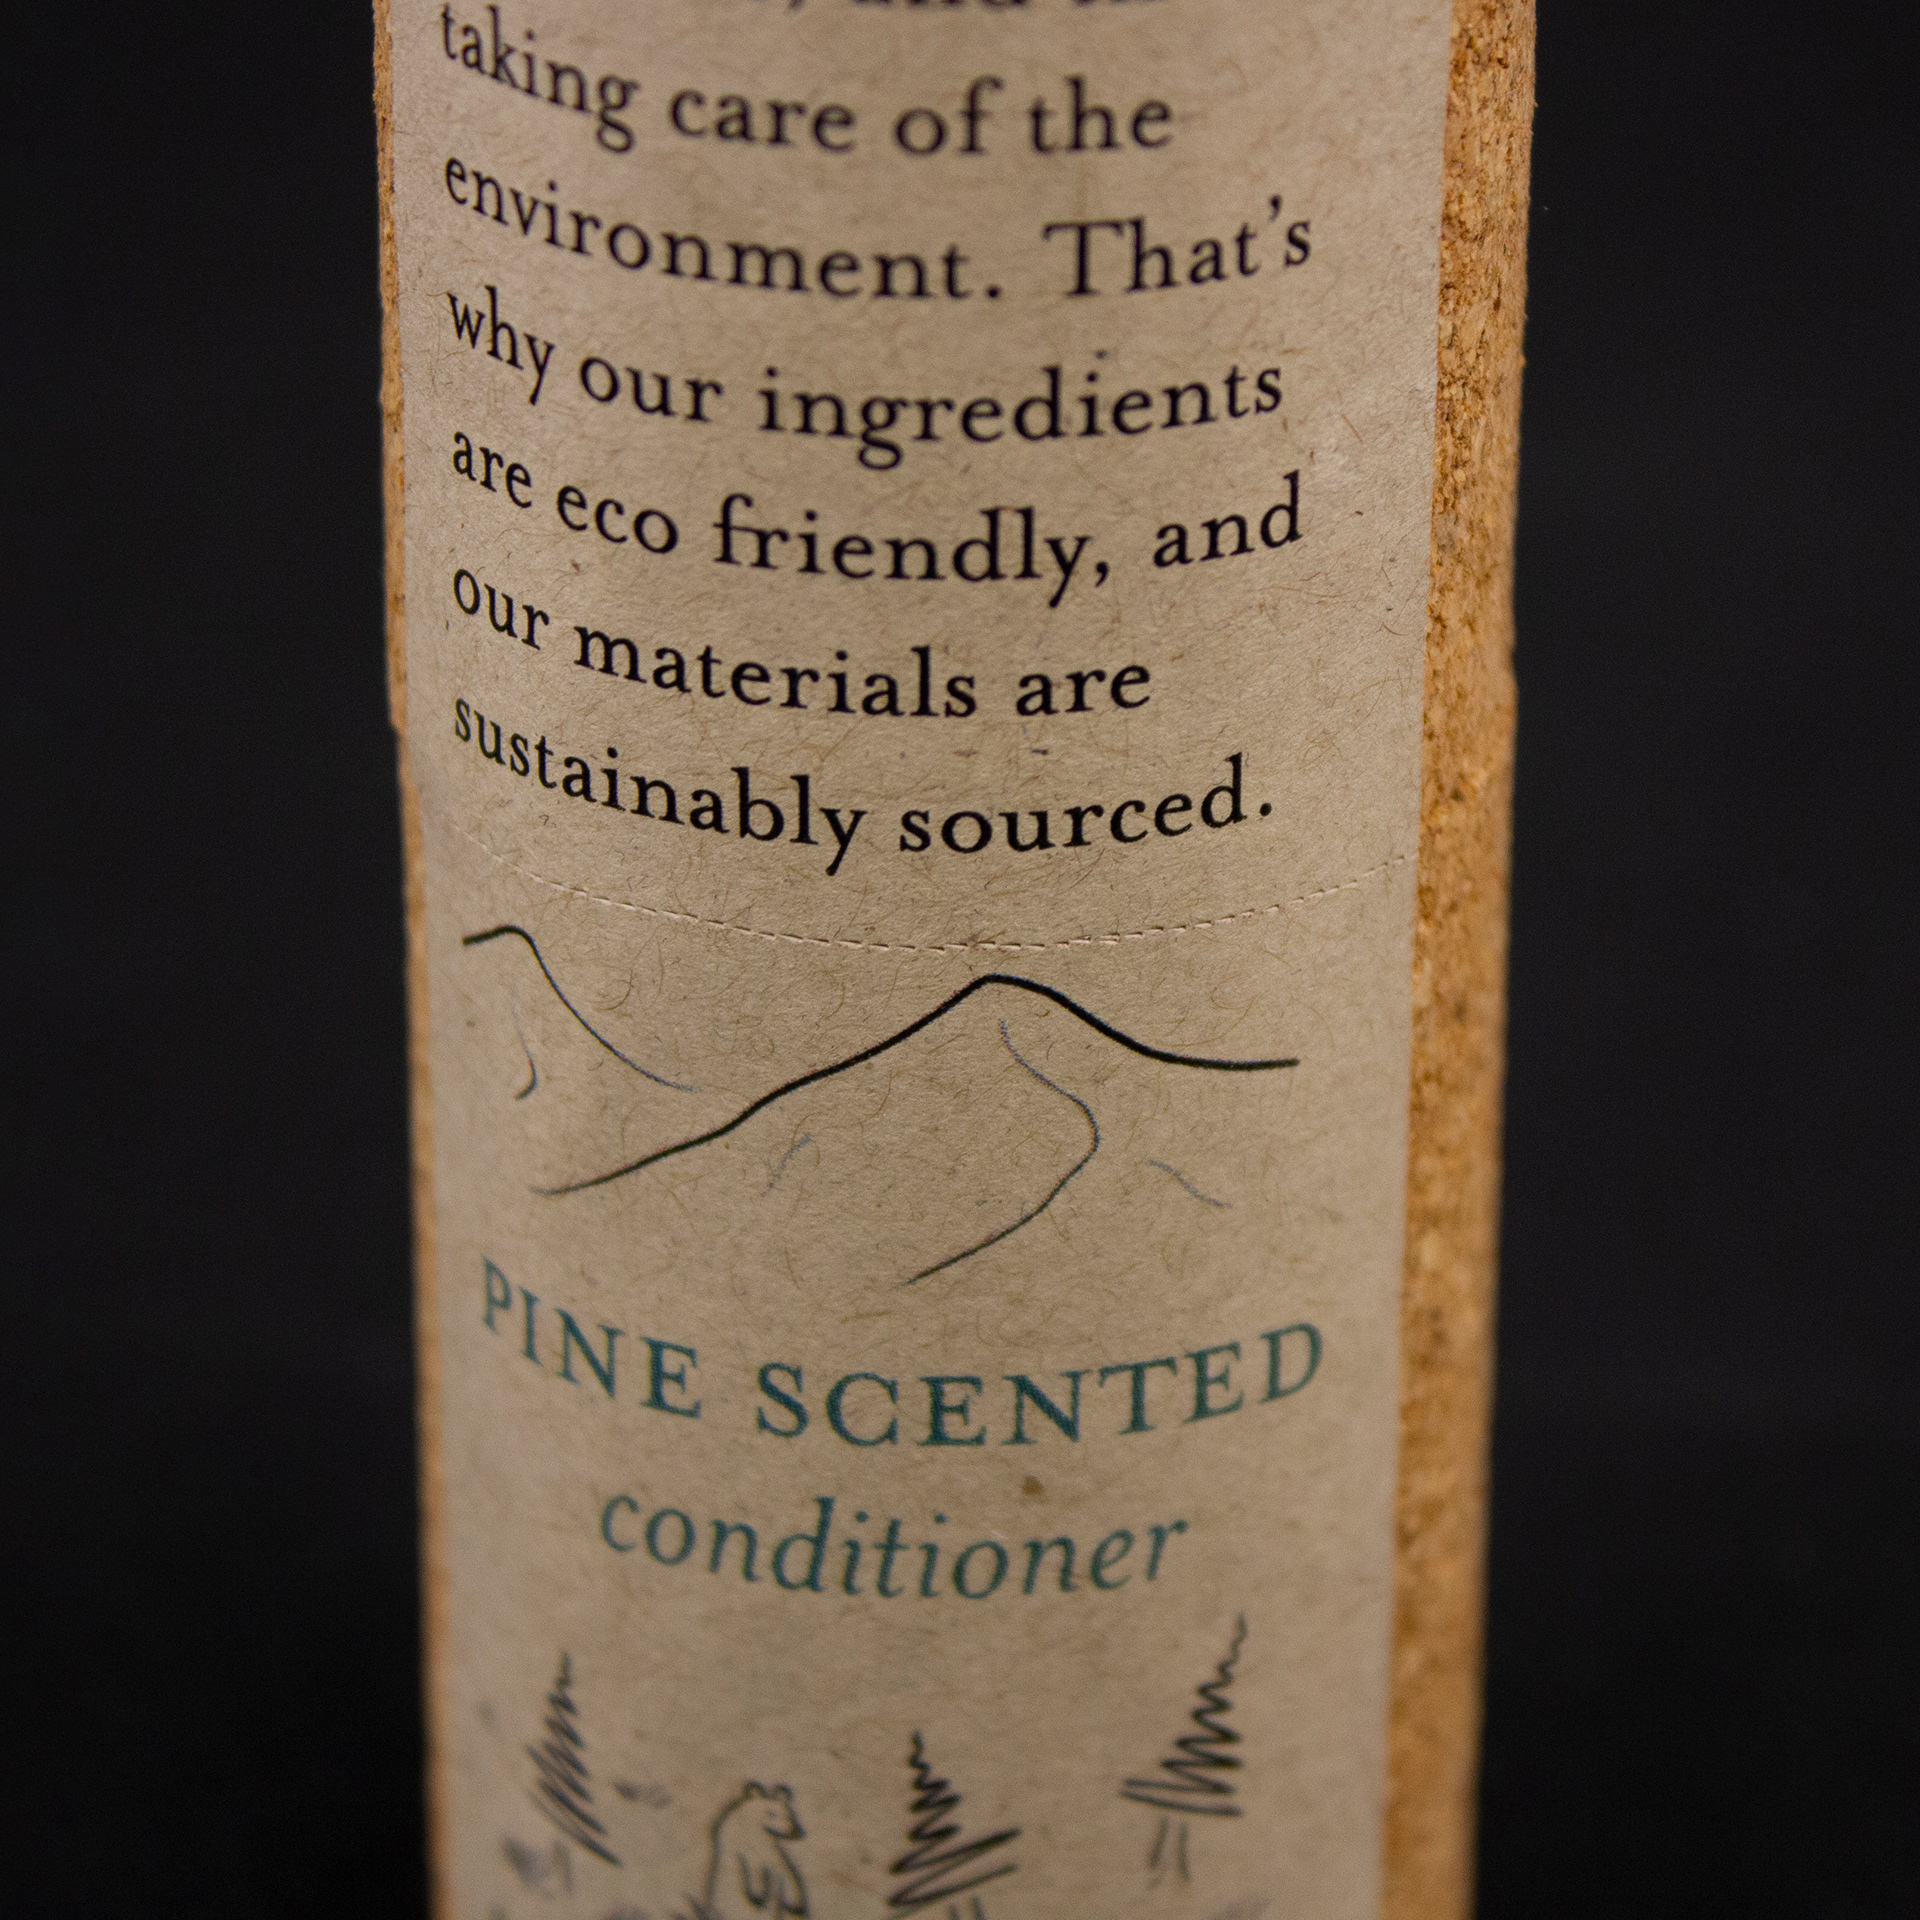 taking care of the
environment. That's
why our ingredients
are eco friendly, and
our materials are
sustainably sourced.
PINE SCENTED
conditioner